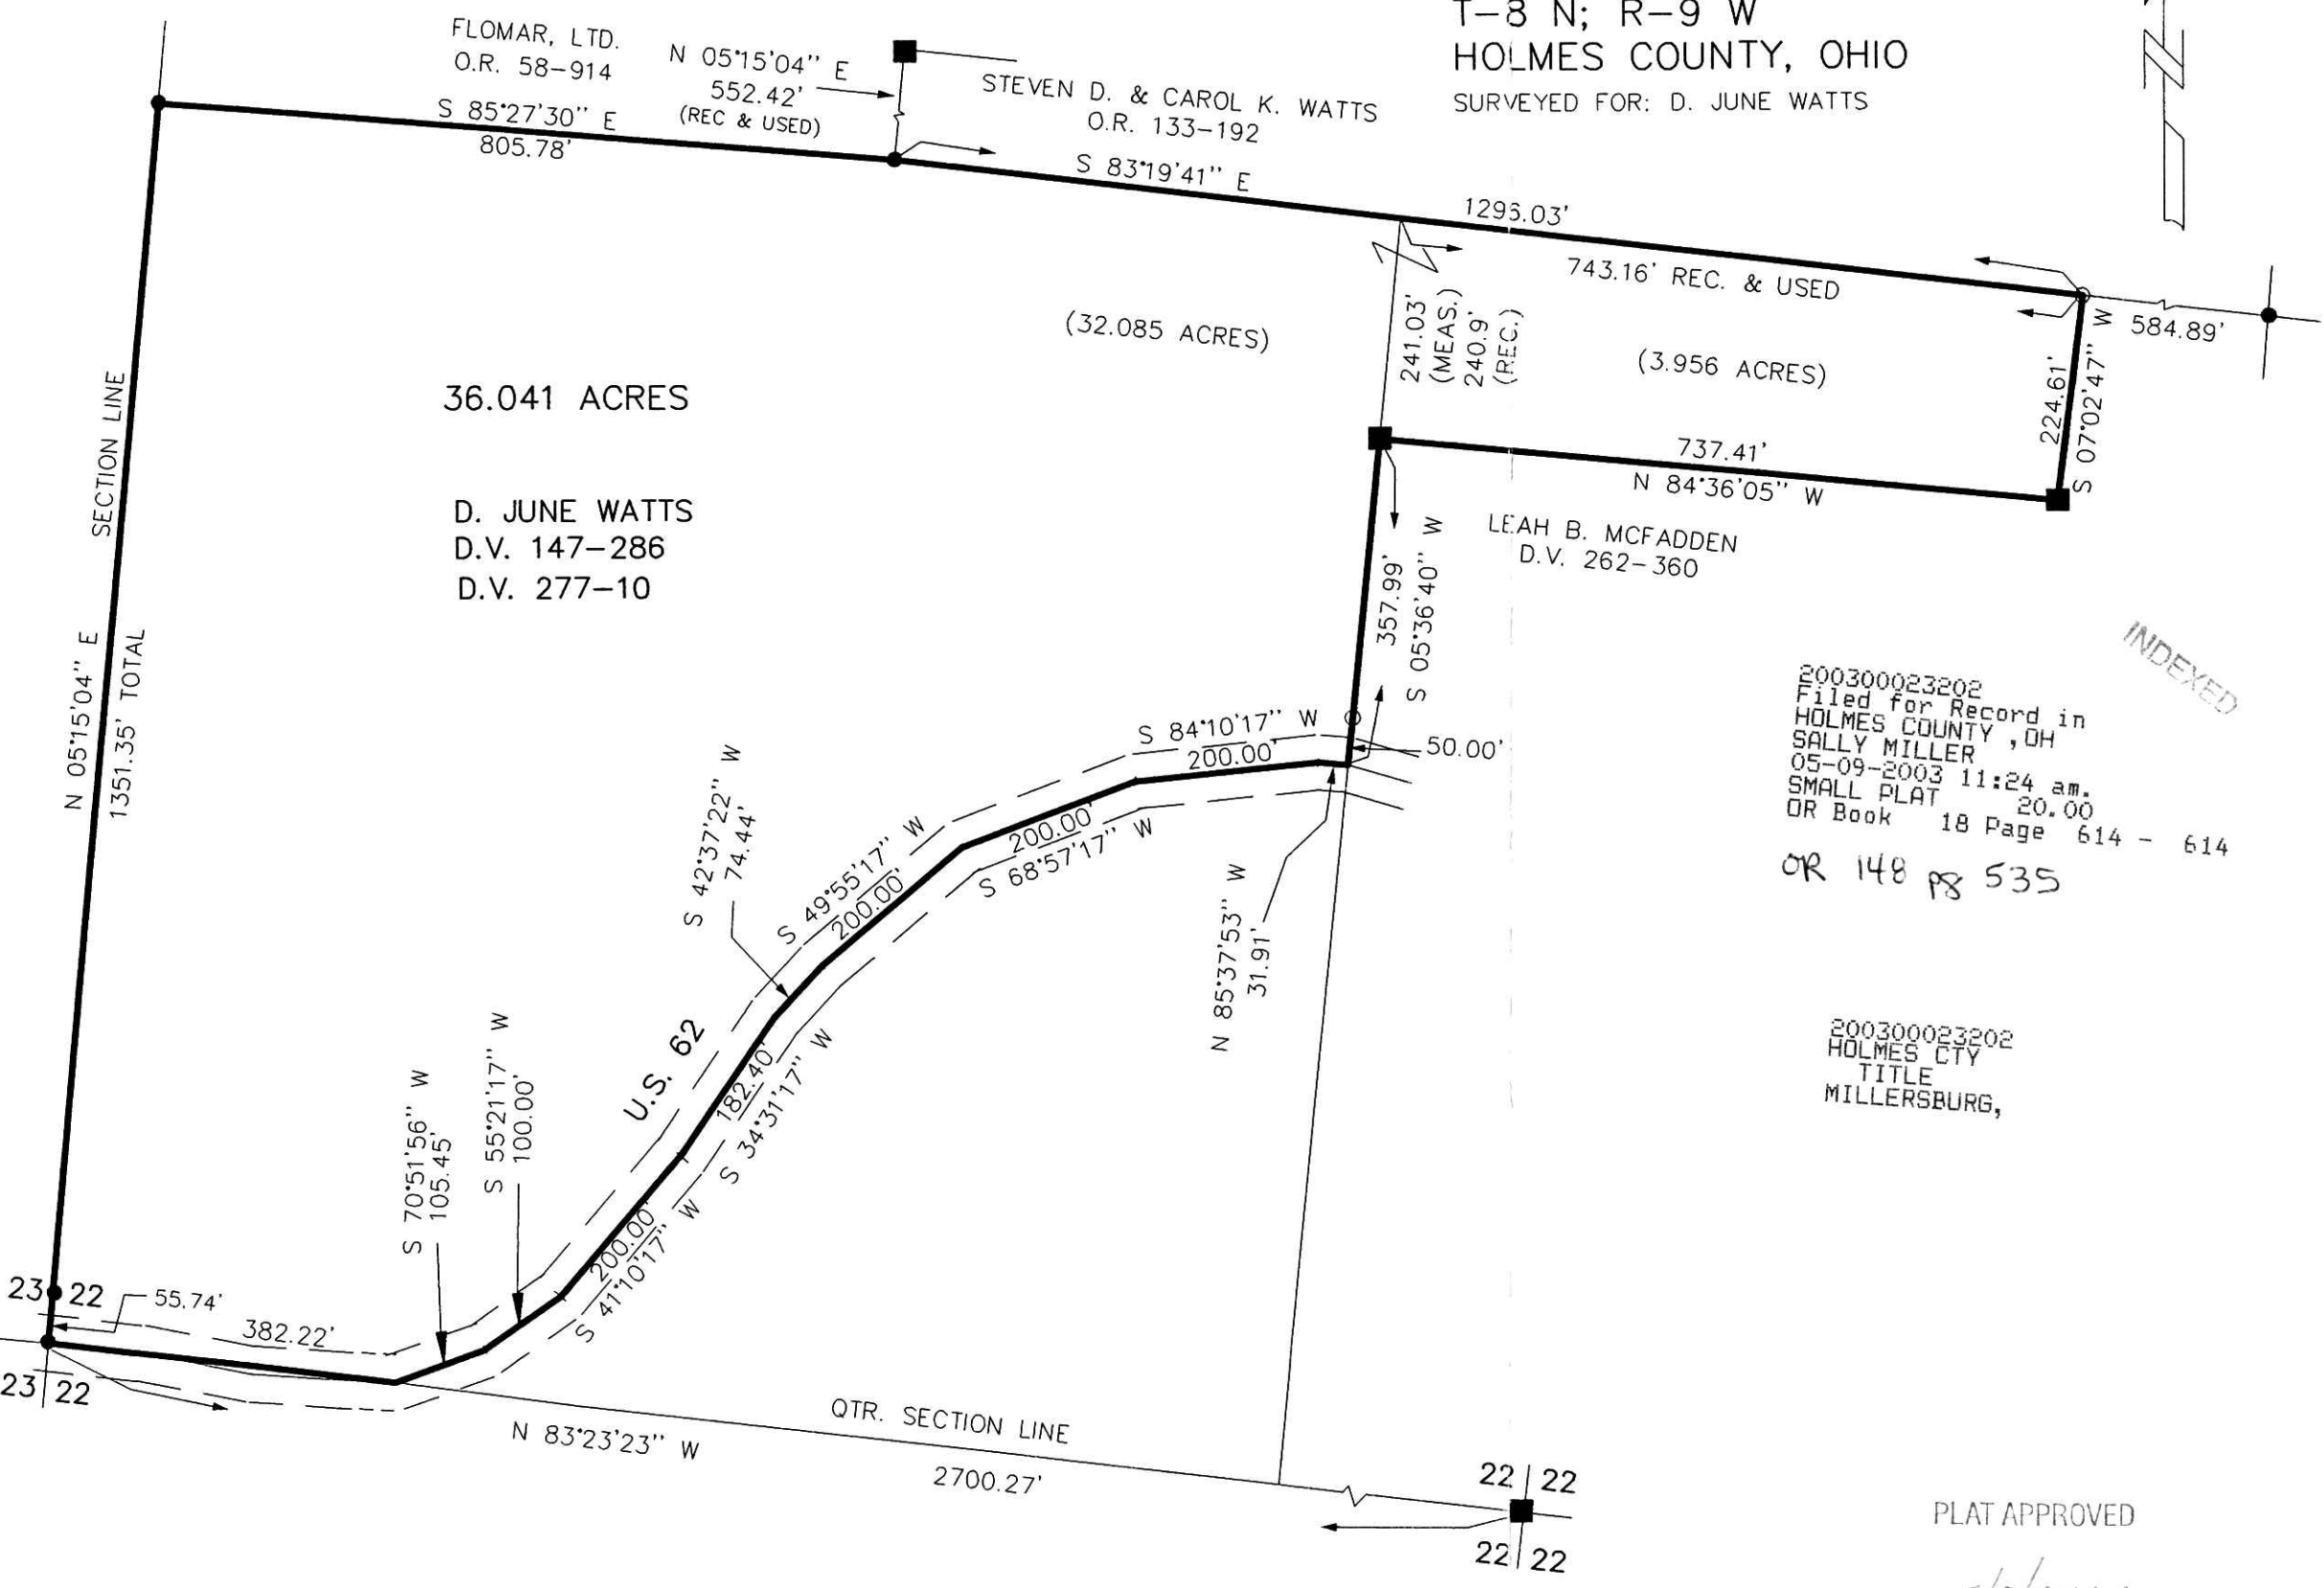 T-8 N; R-9 W
HOLMES COUNTY, OHIO
SURVEYED FOR: D. JUNE WATTS
FLOMAR, LTD.
O.R. 58-914
N 05°15'04" E
552.42'
(REC & USED)
S 85°27'30" E
805.78'
STEVEN D. & CAROL K. WATTS
O.R. 133-192
S 83°19'41" E
1296.03'
743.16' REC. & USED
584.89'
(32.085 ACRES)
241.03'
(MEAS.)
240.9'
(REC.)
(3.956 ACRES)
224.61'
S 07°02'47" W
36.041 ACRES
737.41'
N 84°36'05" W
D. JUNE WATTS
D.V. 147-286
D.V. 277-10
LEAH B. MCFADDEN
D.V. 262-360
SECTION LINE
N 05°15'04" E
1351.35' TOTAL
357.99'
S 05°36'40" W
INDEXED
200300023202
Filed for Record in
HOLMES COUNTY ,OH
SALLY MILLER
05-09-2003 11:24 am.
SMALL PLAT 20.00
OR Book 18 Page 614 - 614
OR 148 pg 535
S 84°10'17" W
200.00'
50.00'
S 42°37'22" W
74.44'
S 49°55'17" W
200.00'
200.00'
S 68°57'17" W
N 85°37'53" W
31.91'
200300023202
HOLMES CTY
TITLE
MILLERSBURG,
U.S. 62
182.40'
S 34°31'17" W
S 70°51'56" W
105.45'
S 55°21'17" W
100.00'
200.00'
S 41°10'17" W
23 22
55.74'
382.22'
23 22
N 83°23'23" W
QTR. SECTION LINE
2700.27'
22 22
22 22
PLAT APPROVED